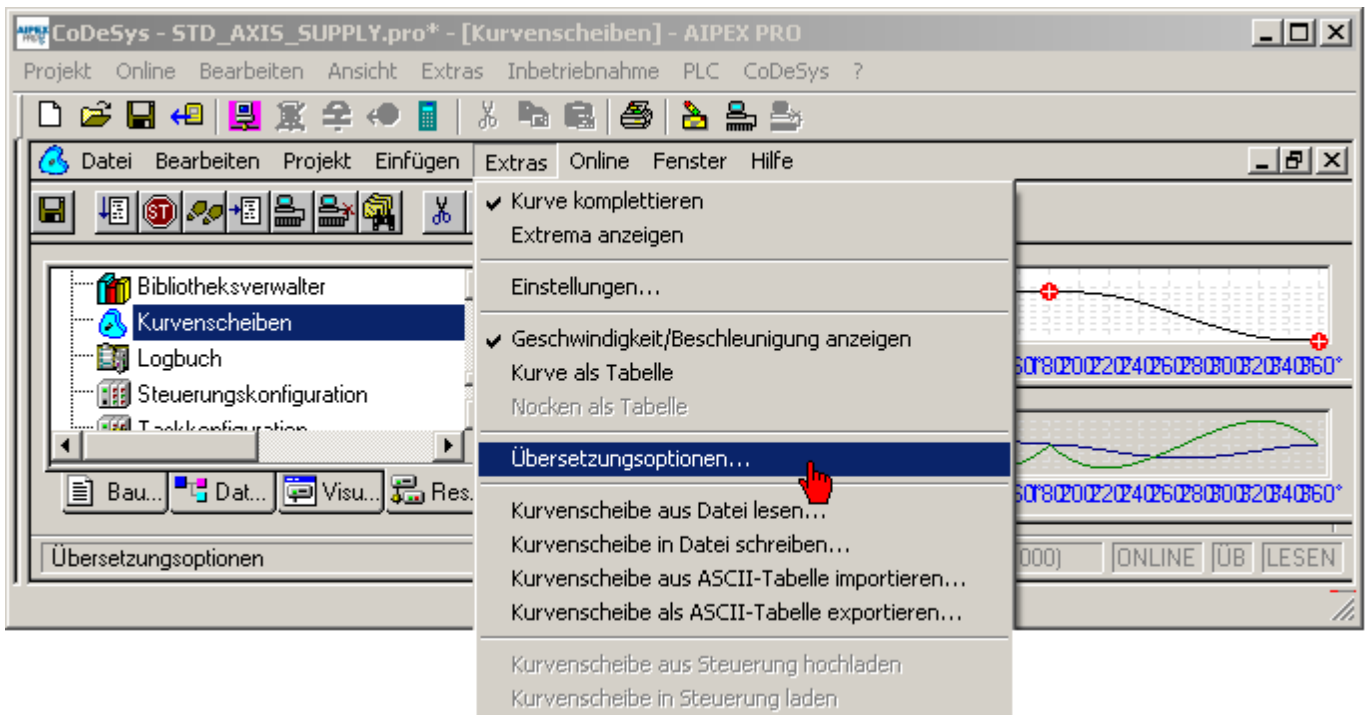 CoDeSys - STD_AXIS_SUPPLY.pro* - [Kurvenscheiben] - AIPEX PRO
Projekt Online Bearbeiten Ansicht Extras Inbetriebnahme PLC CoDeSys ?
Datei Bearbeiten Projekt Einfügen Extras Online Fenster Hilfe
ST
Bibliotheksverwalter
Kurvenscheiben
Logbuch
Steuerungskonfiguration
Taskkonfiguration
Bau... Dat... Visu... Res.
Übersetzungsoptionen
Kurve komplettieren
Extrema anzeigen
Einstellungen...
Geschwindigkeit/Beschleunigung anzeigen
Kurve als Tabelle
Nocken als Tabelle
Übersetzungsoptionen...
Kurvenscheibe aus Datei lesen...
Kurvenscheibe in Datei schreiben...
Kurvenscheibe aus ASCII-Tabelle importieren...
Kurvenscheibe als ASCII-Tabelle exportieren...
Kurvenscheibe aus Steuerung hochladen
Kurvenscheibe in Steuerung laden
000) ONLINE ÜB LESEN